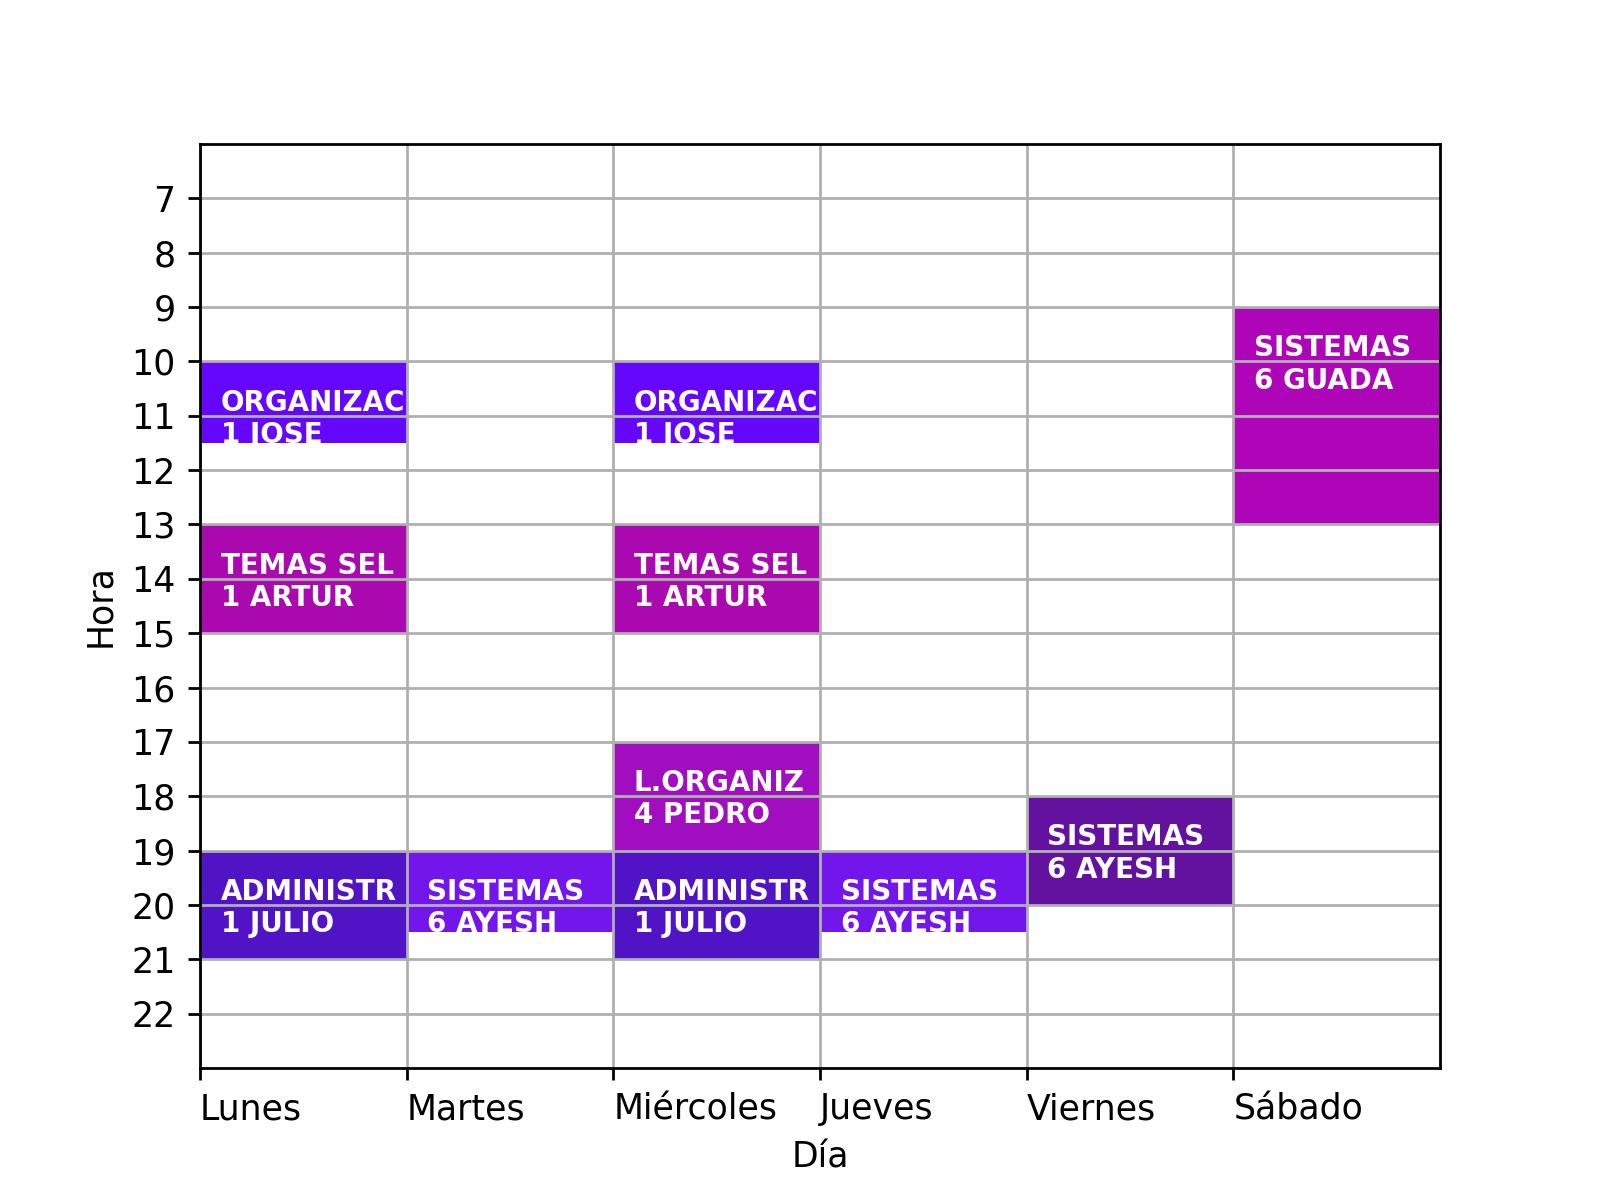 7
8
9
SISTEMAS
6 GUADA
10
ORGANIZAC
1 JOSE
ORGANIZAC
1 JOSE
11
12
13
TEMAS SEL
1 ARTUR
TEMAS SEL
1 ARTUR
14
15
16
17
L.ORGANIZ
4 PEDRO
18
SISTEMAS
6 AYESH
19
ADMINISTR
1 JULIO
SISTEMAS
6 AYESH
ADMINISTR
1 JULIO
SISTEMAS
6 AYESH
20
21
22
Hora
Lunes Martes Miércoles Jueves Viernes Sábado
Día